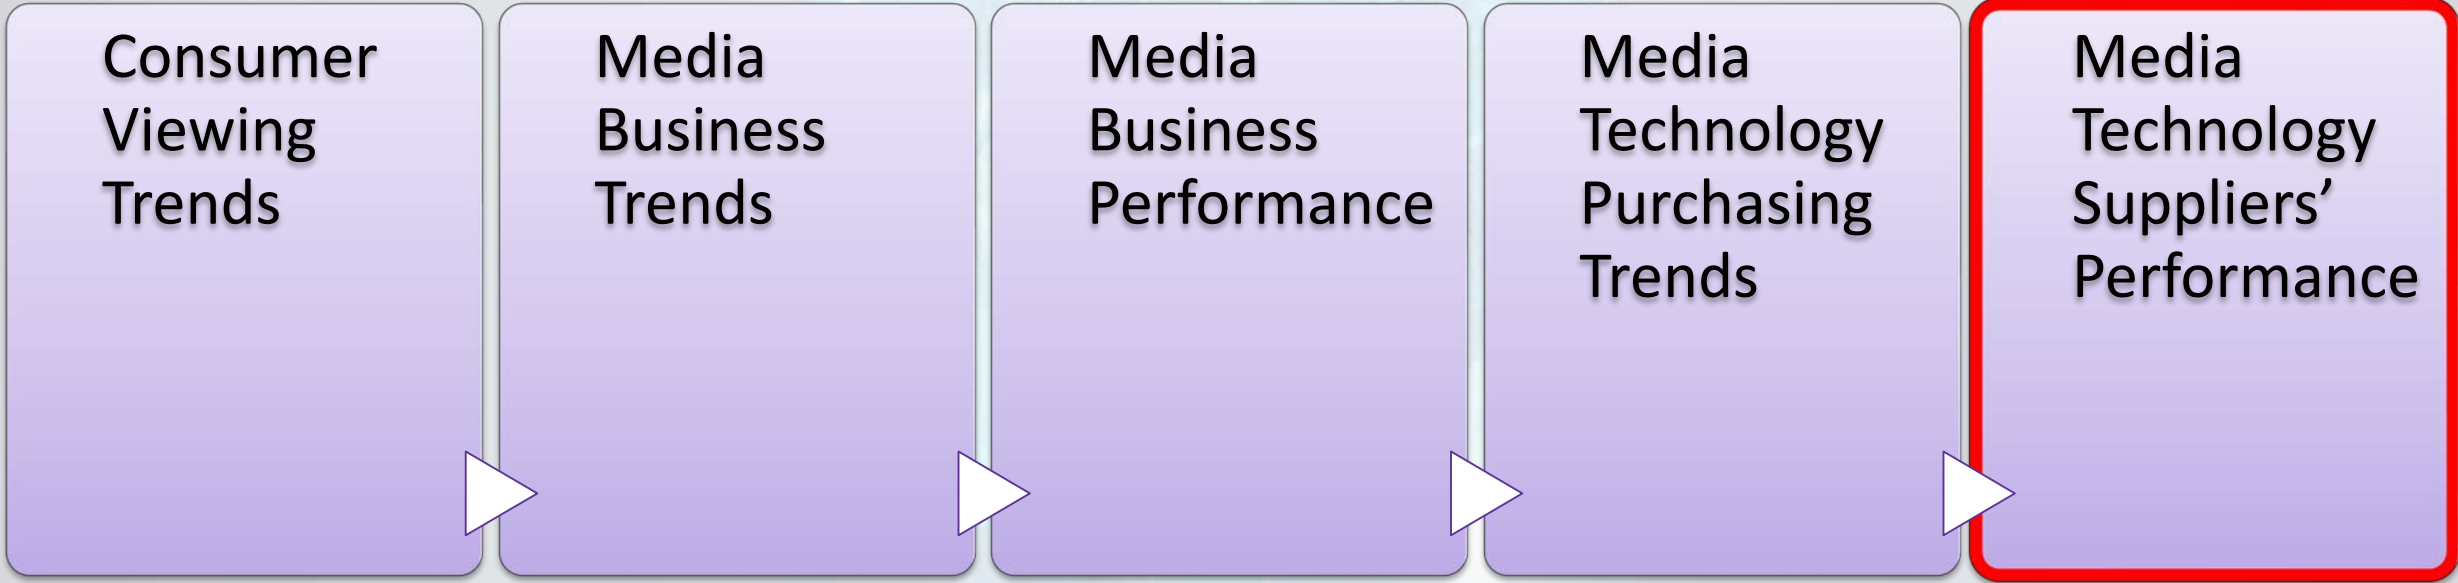 Consumer
Viewing
Trends
Media
Business
Trends
Media
Business
Performance
Media
Technology
Purchasing
Trends
Media
Technology
Suppliers’
Performance